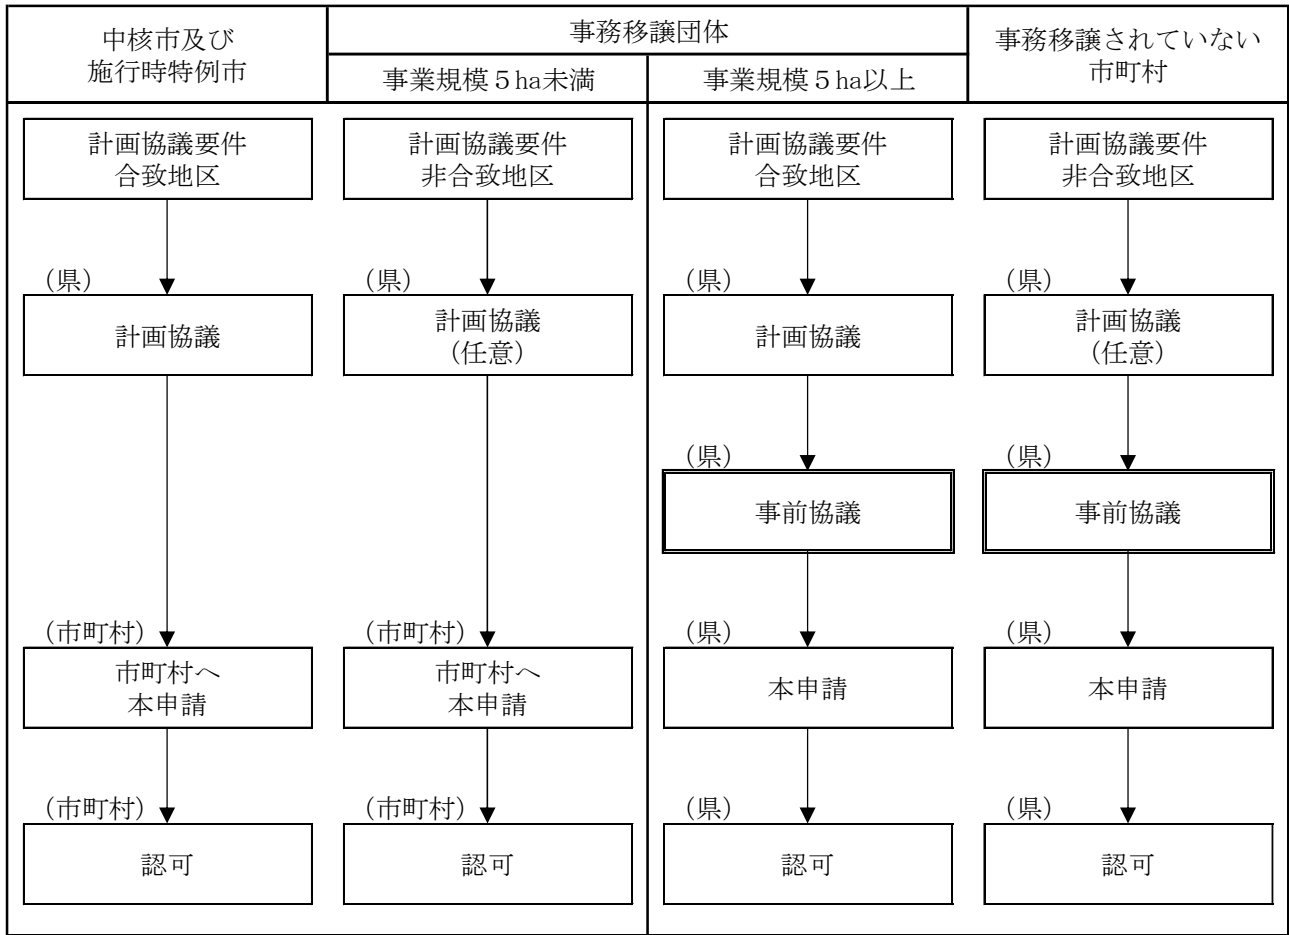 中核市及び
施行時特例市
事務移譲団体
事業規模５ha未満
事業規模５ha以上
事務移譲されていない
市町村
計画協議要件
合致地区
計画協議要件
非合致地区
計画協議要件
合致地区
計画協議要件
非合致地区
（県）
（県）
（県）
（県）
計画協議
計画協議
（任意）
計画協議
計画協議
（任意）
（県）
（県）
事前協議
事前協議
（市町村）
（市町村）
（県）
（県）
市町村へ
本申請
市町村へ
本申請
本申請
本申請
（市町村）
（市町村）
（県）
（県）
認可
認可
認可
認可